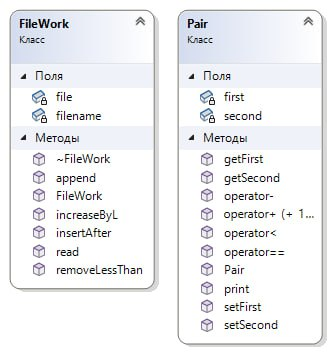 FileWork
Класс
Поля
file
filename
Методы
~FileWork
append
FileWork
increaseByL
insertAfter
read
removeLessThan
Pair
Класс
Поля
first
second
Методы
getFirst
getSecond
operator-
operator+ (+ 1...
operator<
operator==
Pair
print
setFirst
setSecond